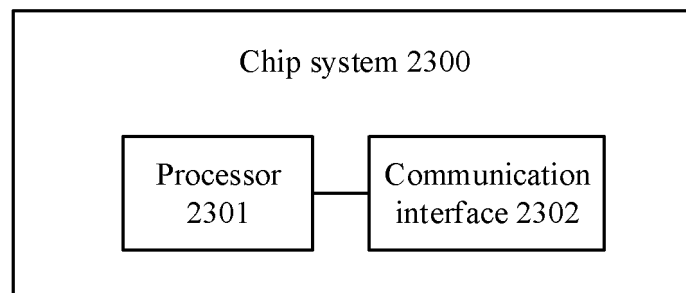 Chip system 2300
Processor
2301
Communication
interface 2302